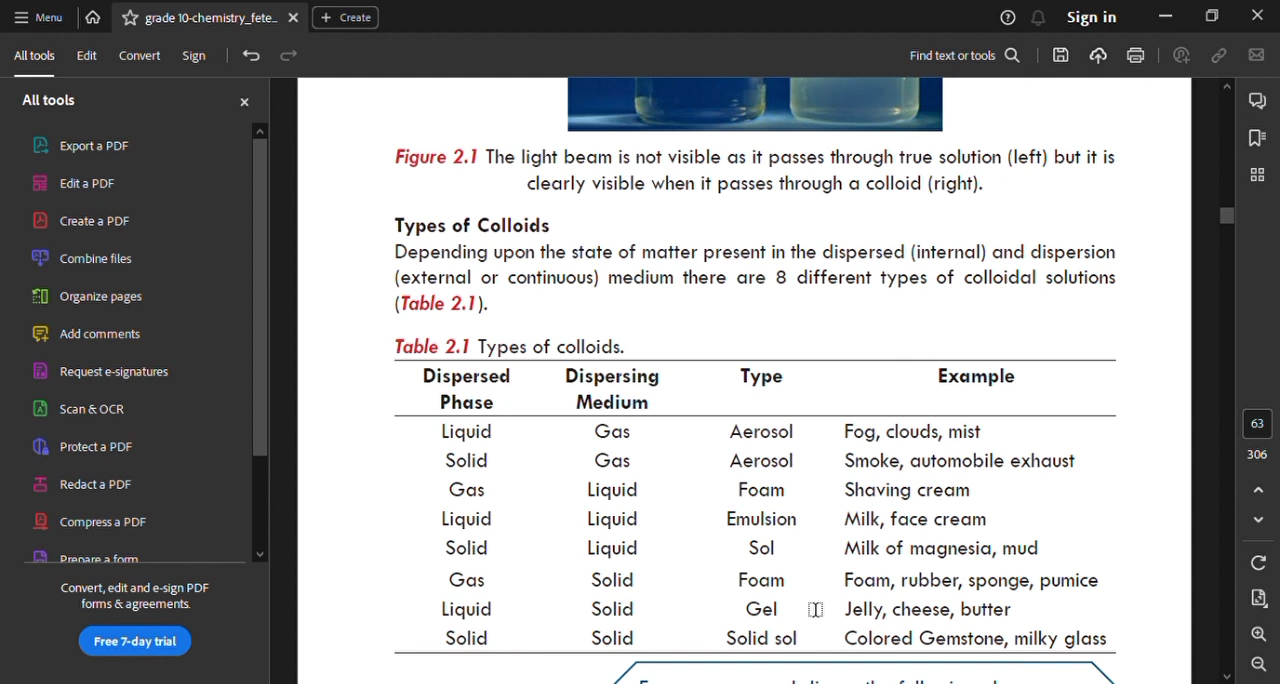 Menu
grade 10-chemistry_fete...
Create
Sign in
All tools
Edit
Convert
Sign
Find text or tools
All tools
Export a PDF
Edit a PDF
Create a PDF
Combine files
Organize pages
Add comments
Request e-signatures
Scan & OCR
Protect a PDF
Redact a PDF
Compress a PDF
Prepare a form
Convert, edit and e-sign PDF
forms & agreements.
Free 7-day trial
Figure 2.1 The light beam is not visible as it passes through true solution (left) but it is
clearly visible when it passes through a colloid (right).
Types of Colloids
Depending upon the state of matter present in the dispersed (internal) and dispersion
(external or continuous) medium there are 8 different types of colloidal solutions
(Table 2.1).
Table 2.1 Types of colloids.
Dispersed Phase Dispersing Medium Type Example
Liquid Gas Aerosol Fog, clouds, mist
Solid Gas Aerosol Smoke, automobile exhaust
Gas Liquid Foam Shaving cream
Liquid Liquid Emulsion Milk, face cream
Solid Liquid Sol Milk of magnesia, mud
Gas Solid Foam Foam, rubber, sponge, pumice
Liquid Solid Gel Jelly, cheese, butter
Solid Solid Solid sol Colored Gemstone, milky glass
63
306